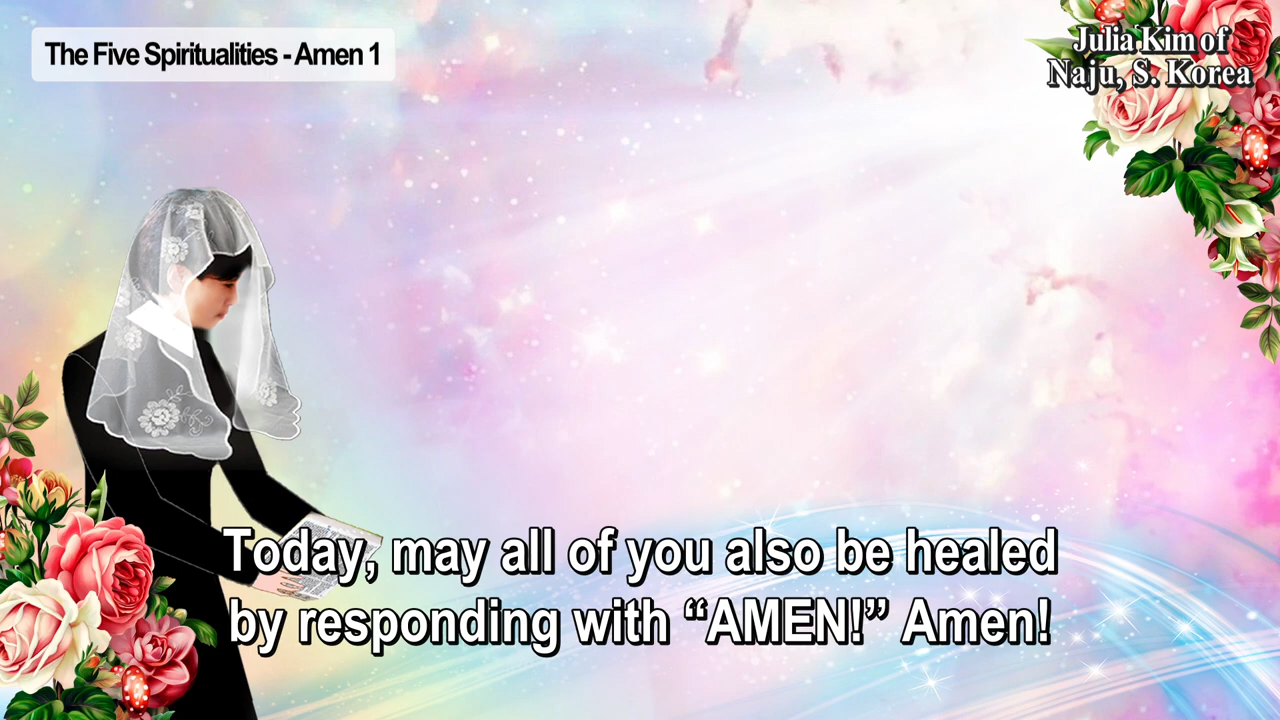 The Five Spiritualities - Amen 1
Julia Kim of
Naju, S. Korea
Today, may all of you also be healed
by responding with “AMEN!” Amen!